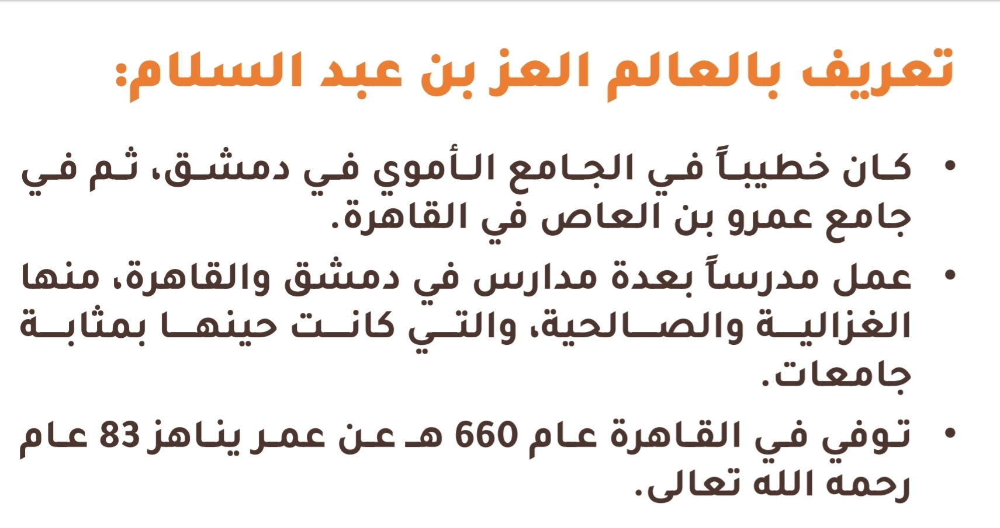 تعريف بالعالم العز بن عبد السلام:
• كان خطيباً في الجامع الأموي في دمشق، ثم في
جامع عمرو بن العاص في القاهرة.
• عمل مدرساً بعدة مدارس في دمشق والقاهرة، منها
الغزالية والصالحية، والتي كانت حينها بمثابة
جامعات.
• توفي في القاهرة عام 660 هـ عن عمر يناهز 83 عام
رحمه الله تعالى.